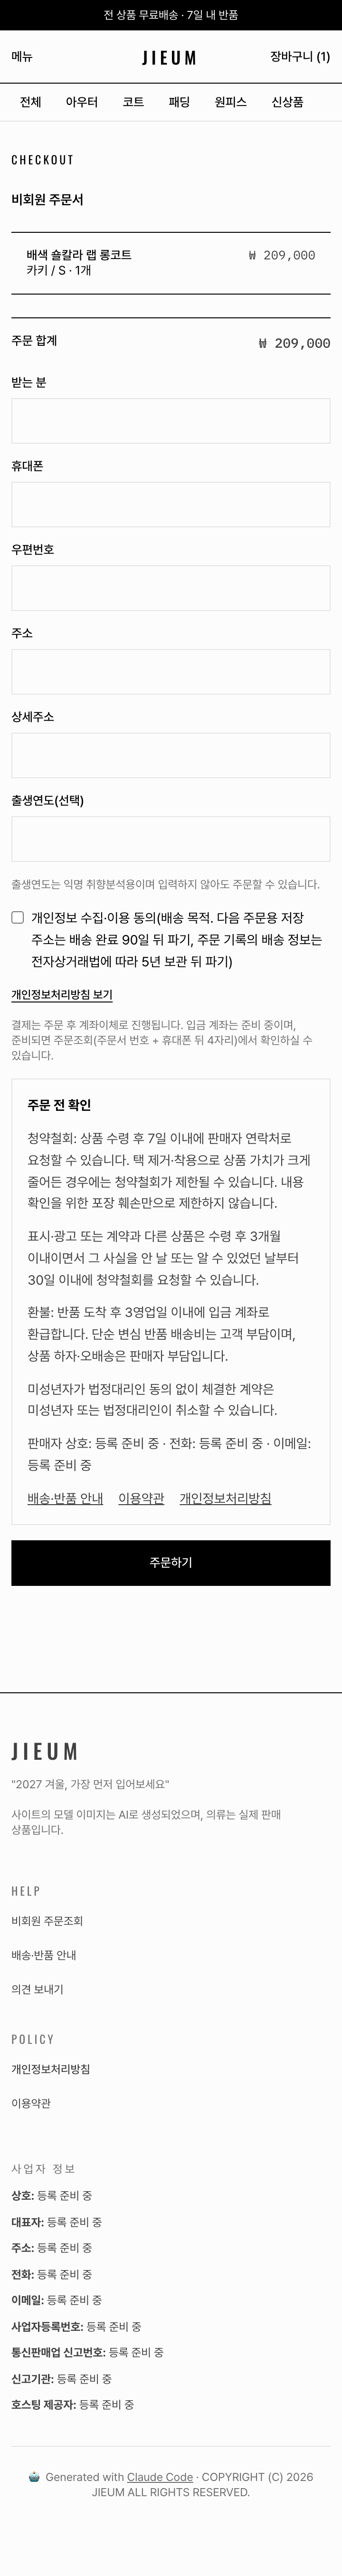 전 상품 무료배송 · 7일 내 반품
메뉴
JIEUM
장바구니 (1)
전체 아우터 코트 패딩 원피스 신상품
CHECKOUT
비회원 주문서
배색 숄칼라 랩 롱코트
₩ 209,000
카키 / S · 1개
주문 합계
₩ 209,000
받는 분
휴대폰
우편번호
주소
상세주소
출생연도(선택)
출생연도는 익명 취향분석용이며 입력하지 않아도 주문할 수 있습니다.
개인정보 수집·이용 동의(배송 목적. 다음 주문용 저장
주소는 배송 완료 90일 뒤 파기, 주문 기록의 배송 정보는
전자상거래법에 따라 5년 보관 뒤 파기)
개인정보처리방침 보기
결제는 주문 후 계좌이체로 진행됩니다. 입금 계좌는 준비 중이며,
준비되면 주문조회(주문서 번호 + 휴대폰 뒤 4자리)에서 확인하실 수
있습니다.
주문 전 확인
청약철회: 상품 수령 후 7일 이내에 판매자 연락처로
요청할 수 있습니다. 택 제거·착용으로 상품 가치가 크게
줄어든 경우에는 청약철회가 제한될 수 있습니다. 내용
확인을 위한 포장 훼손만으로 제한하지 않습니다.
표시·광고 또는 계약과 다른 상품은 수령 후 3개월
이내이면서 그 사실을 안 날 또는 알 수 있었던 날부터
30일 이내에 청약철회를 요청할 수 있습니다.
환불: 반품 도착 후 3영업일 이내에 입금 계좌로
환급합니다. 단순 변심 반품 배송비는 고객 부담이며,
상품 하자·오배송은 판매자 부담입니다.
미성년자가 법정대리인 동의 없이 체결한 계약은
미성년자 또는 법정대리인이 취소할 수 있습니다.
판매자 상호: 등록 준비 중 · 전화: 등록 준비 중 · 이메일:
등록 준비 중
배송·반품 안내 이용약관 개인정보처리방침
주문하기
JIEUM
"2027 겨울, 가장 먼저 입어보세요"
사이트의 모델 이미지는 AI로 생성되었으며, 의류는 실제 판매
상품입니다.
HELP
비회원 주문조회
배송·반품 안내
의견 보내기
POLICY
개인정보처리방침
이용약관
사업자 정보
상호: 등록 준비 중
대표자: 등록 준비 중
주소: 등록 준비 중
전화: 등록 준비 중
이메일: 등록 준비 중
사업자등록번호: 등록 준비 중
통신판매업 신고번호: 등록 준비 중
신고기관: 등록 준비 중
호스팅 제공자: 등록 준비 중
Generated with Claude Code · COPYRIGHT (C) 2026
JIEUM ALL RIGHTS RESERVED.